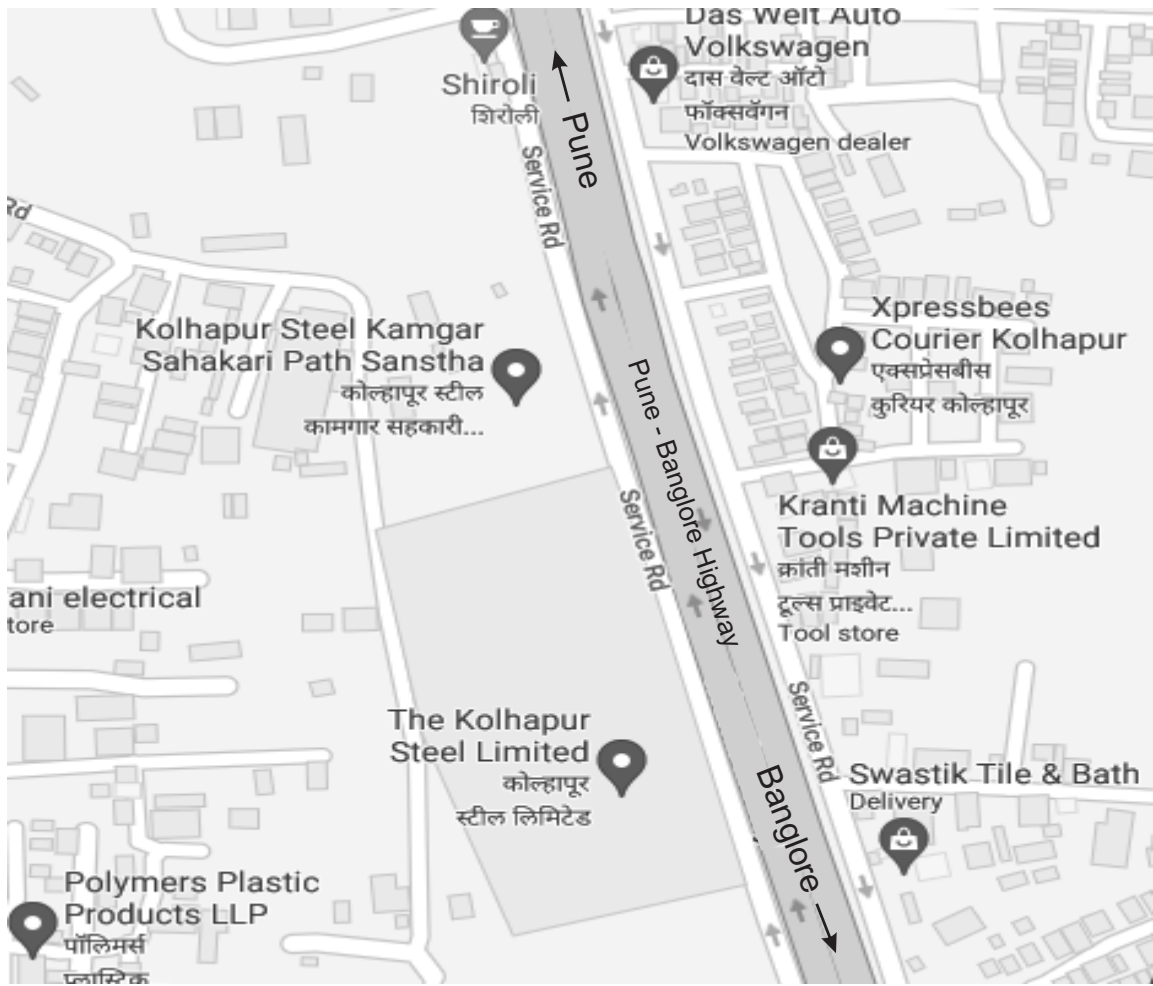 Das Welt Auto
Volkswagen
दास वेल्ट ऑटो
फॉक्सवॅगन
Volkswagen dealer
Shiroli
शिरोली
Pune
Service Rd
Rd
Kolhapur Steel Kamgar
Sahakari Path Sanstha
कोल्हापूर स्टील
कामगार सहकारी...
Xpressbees
Courier Kolhapur
एक्सप्रेसबीस
कुरियर कोल्हापूर
Pune - Banglore Highway
Service Rd
Kranti Machine
Tools Private Limited
क्रांती मशीन
टूल्स प्राइवेट...
Tool store
ani electrical
tore
The Kolhapur
Steel Limited
कोल्हापूर
स्टील लिमिटेड
Service Rd
Banglore
Swastik Tile & Bath
Delivery
Polymers Plastic
Products LLP
पॉलिमर्स
प्लास्टिक